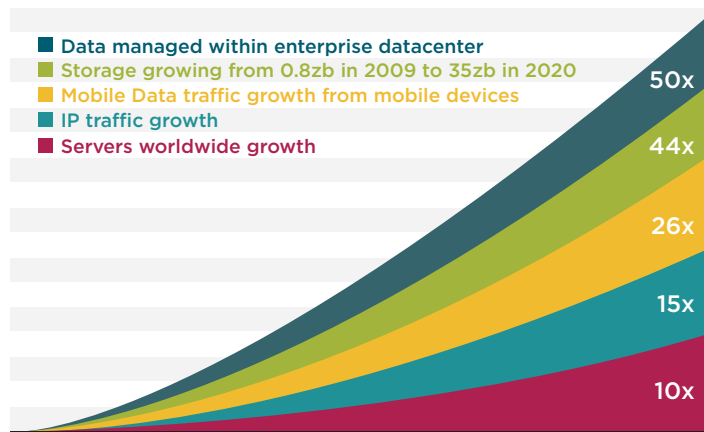 Data managed within enterprise datacenter
Storage growing from 0.8zb in 2009 to 35zb in 2020
Mobile Data traffic growth from mobile devices
IP traffic growth
Servers worldwide growth
50x
44x
26x
15x
10x